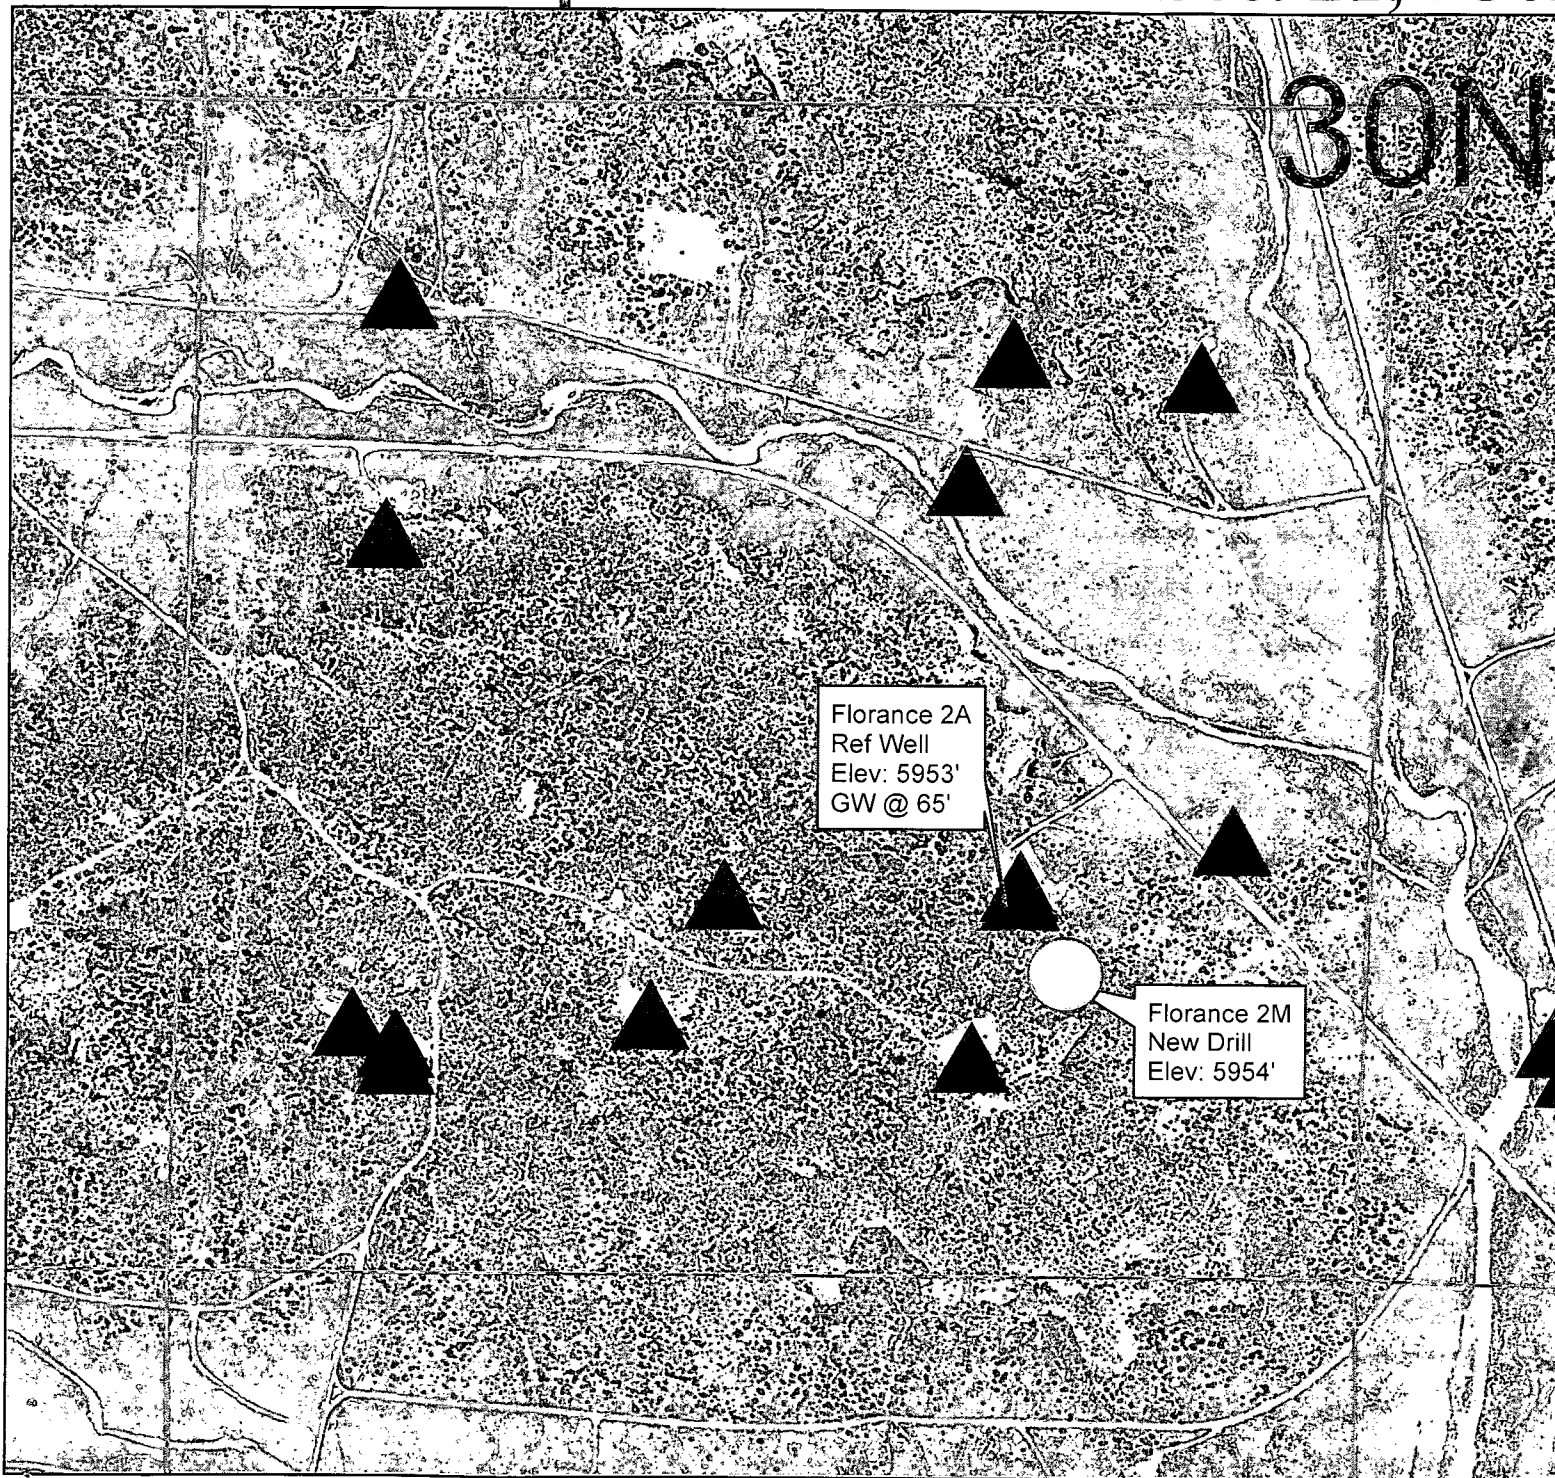 30N
Florance 2A
Ref Well
Elev: 5953'
GW @ 65'
Florance 2M
New Drill
Elev: 5954'